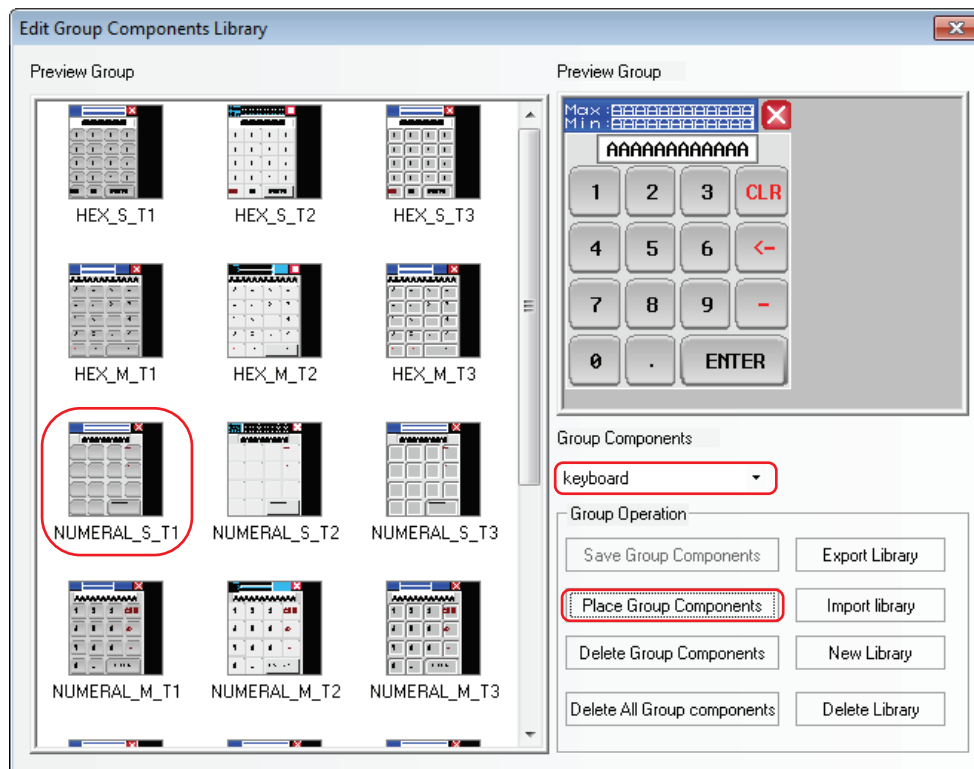 Edit Group Components Library
Preview Group
HEX_S_T1 HEX_S_T2 HEX_S_T3
HEX_M_T1 HEX_M_T2 HEX_M_T3
NUMERAL_S_T1 NUMERAL_S_T2 NUMERAL_S_T3
NUMERAL_M_T1 NUMERAL_M_T2 NUMERAL_M_T3
Preview Group
Max:AAAAAAAAAAAAA
Min:AAAAAAAAAAAAA
AAAAAAAAAAAA
1 2 3 CLR
4 5 6 <-
7 8 9 -
0 . ENTER
Group Components
keyboard
Group Operation
Save Group Components Export Library
Place Group Components Import library
Delete Group Components New Library
Delete All Group components Delete Library